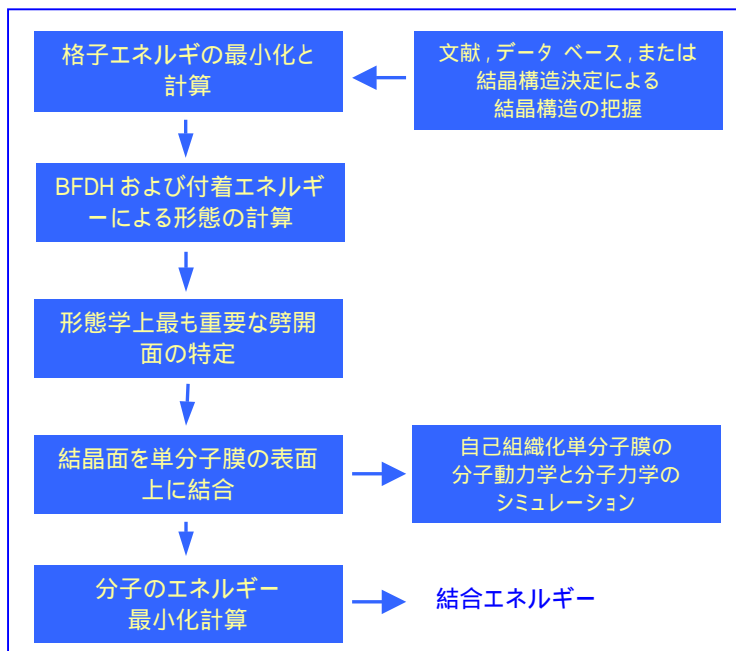 格子エネルギの最小化と
計算
文献,データ ベース,または
結晶構造決定による
結晶構造の把握
BFDH および付着エネルギ
ーによる形態の計算
形態学上最も重要な劈開
面の特定
結晶面を単分子膜の表面
上に結合
自己組織化単分子膜の
分子動力学と分子力学の
シミュレーション
分子のエネルギー
最小化計算
結合エネルギー